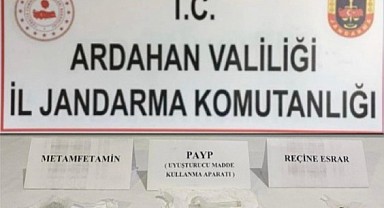 T.C.
ARDAHAN VALİLİĞİ
İL JANDARMA KOMUTANLIĞI
METAMFETAMİN
PAYP
( UYUŞTURUCU MADDE
KULLANMA APARATI )
REÇİNE ESRAR